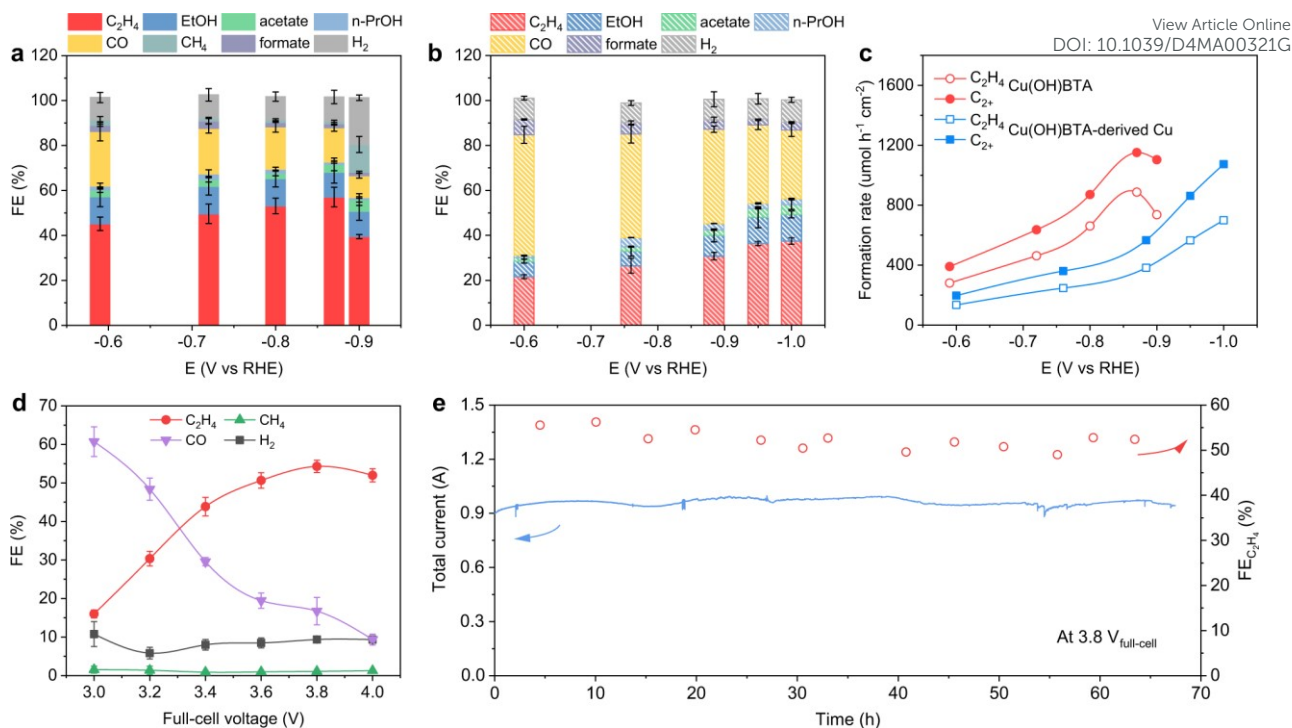 View Article Online
DOI: 10.1039/D4MA00321G
a
C₂H₄ EtOH acetate n-PrOH
CO CH₄ formate H₂
FE (%)
120
100
80
60
40
20
0
-0.6 -0.7 -0.8 -0.9
E (V vs RHE)
b
C₂H₄ EtOH acetate n-PrOH
CO formate H₂
FE (%)
120
100
80
60
40
20
0
-0.6 -0.7 -0.8 -0.9 -1.0
E (V vs RHE)
c
C₂H₄ Cu(OH)BTA
C₂₊
C₂H₄ Cu(OH)BTA-derived Cu
C₂₊
Formation rate (umol h⁻¹ cm⁻²)
1600
1200
800
400
0
-0.6 -0.7 -0.8 -0.9 -1.0
E (V vs RHE)
d
C₂H₄ CH₄
CO H₂
FE (%)
70
60
50
40
30
20
10
0
3.0 3.2 3.4 3.6 3.8 4.0
Full-cell voltage (V)
e
Total current (A)
1.5
1.2
0.9
0.6
0.3
0.0
60
50
40
30
20
10
0
FE_C₂H₄ (%)
At 3.8 V_full-cell
0 10 20 30 40 50 60 70
Time (h)